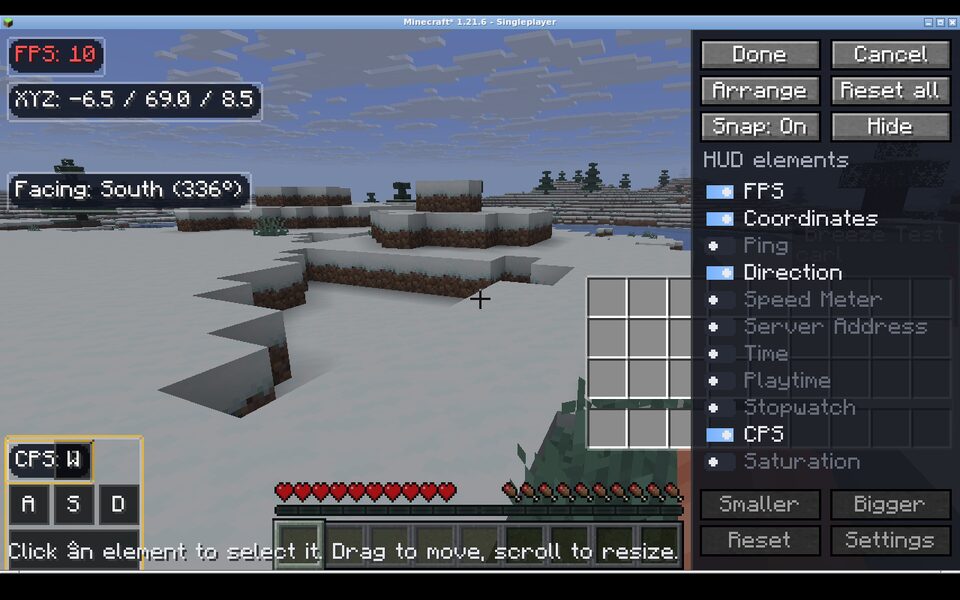 Minecraft* 1.21.6 - Singleplayer
FPS: 10
XYZ: -6.5 / 69.0 / 8.5
Facing: South (336°)
Done
Cancel
Arrange
Reset all
Snap: On
Hide
HUD elements
FPS
Coordinates
Ping
Direction
Speed Meter
Server Address
Time
Playtime
Stopwatch
CPS
Saturation
Smaller
Bigger
Reset
Settings
CPS: W
A S D
Click an element to select it. Drag to move, scroll to resize.